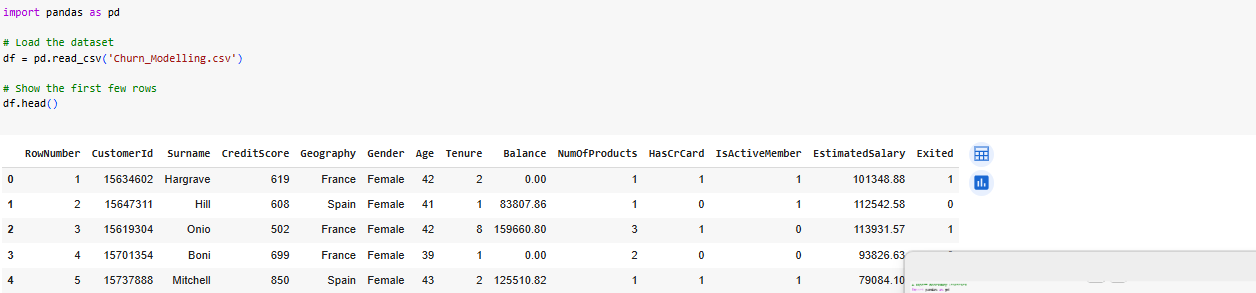 import pandas as pd
# Load the dataset
df = pd.read_csv('Churn_Modelling.csv')
# Show the first few rows
df.head()
RowNumber CustomerId Surname CreditScore Geography Gender Age Tenure Balance NumOfProducts HasCrCard IsActiveMember EstimatedSalary Exited
0 1 15634602 Hargrave 619 France Female 42 2 0.00 1 1 1 101348.88 1
1 2 15647311 Hill 608 Spain Female 41 1 83807.86 1 0 1 112542.58 0
2 3 15619304 Onio 502 France Female 42 8 159660.80 3 1 0 113931.57 1
3 4 15701354 Boni 699 France Female 39 1 0.00 2 0 0 93826.63
4 5 15737888 Mitchell 850 Spain Female 43 2 125510.82 1 1 1 79084.10